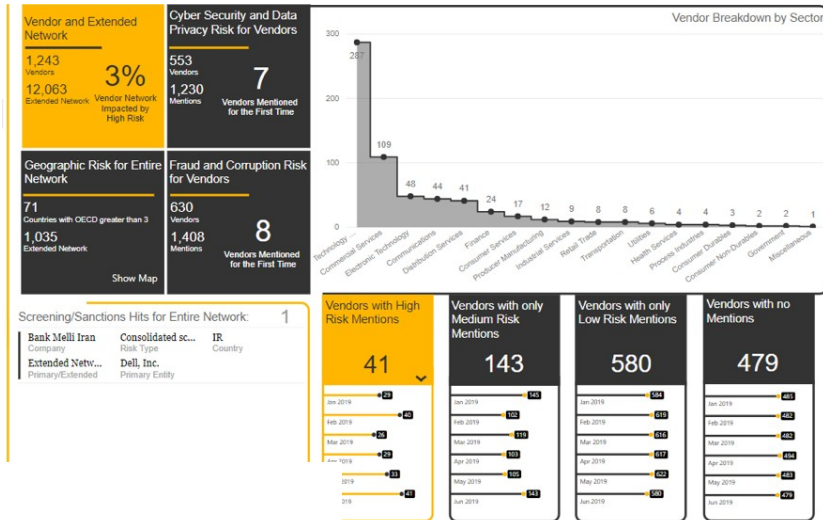 Vendor and Extended
Network
1,243
Vendors
12,063
Extended Network
3%
Vendor Network
Impacted by
High Risk
Cyber Security and Data
Privacy Risk for Vendors
553
Vendors
1,230
Mentions
7
Vendors Mentioned
for the First Time
Geographic Risk for Entire
Network
71
Countries with OECD greater than 3
1,035
Extended Network
Show Map
Fraud and Corruption Risk
for Vendors
630
Vendors
1,408
Mentions
8
Vendors Mentioned
for the First Time
Vendor Breakdown by Sector
300
200
100
0
287
109
48
44
41
24
17
12
9
8
8
6
4
4
3
2
2
1
Technology ...
Commercial Services
Electronic Technology
Communications
Distribution Services
Finance
Consumer Services
Producer Manufacturing
Industrial Services
Retail Trade
Transportation
Utilities
Health Services
Process Industries
Consumer Durables
Consumer Non-Durables
Government
Miscellaneous
Screening/Sanctions Hits for Entire Network: 1
Bank Melli Iran Consolidated sc... IR
Company Risk Type Country
Extended Netw... Dell, Inc.
Primary/Extended Primary Entity
Vendors with High
Risk Mentions
41
29
Jan 2019
40
Feb 2019
26
Mar 2019
29
Apr 2019
33
41
2019
Vendors with only
Medium Risk
Mentions
143
145
Jan 2019
102
Feb 2019
119
Mar 2019
103
Apr 2019
105
May 2019
143
Jun 2019
Vendors with only
Low Risk Mentions
580
584
Jan 2019
619
Feb 2019
616
Mar 2019
617
Apr 2019
622
May 2019
580
Jun 2019
Vendors with no
Mentions
479
485
Jan 2019
482
Feb 2019
482
Mar 2019
494
Apr 2019
483
May 2019
479
Jun 2019